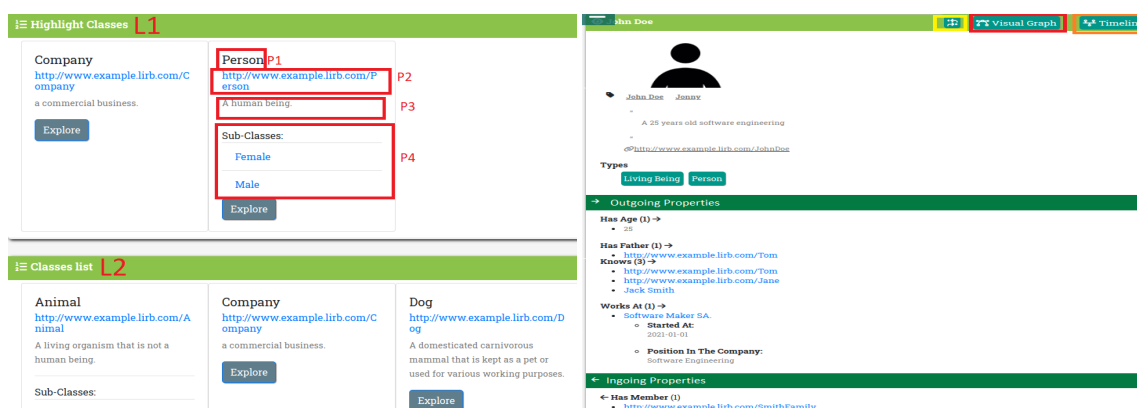 Highlight Classes L1
Company
http://www.example.lirb.com/C
ompany
a commercial business.
Explore
Person P1
http://www.example.lirb.com/P
erson
P2
A human being.
P3
Sub-Classes:
Female
P4
Male
Explore
Classes list L2
Animal
http://www.example.lirb.com/A
nimal
A living organism that is not a
human being.
Sub-Classes:
Company
http://www.example.lirb.com/C
ompany
a commercial business.
Explore
Dog
http://www.example.lirb.com/D
og
A domesticated carnivorous
mammal that is kept as a pet or
used for various working purposes.
Explore
John Doe
Visual Graph
Timelin
John Doe Jonny
A 25 years old software engineering
http://www.example.lirb.com/JohnDoe
Types
Living Being Person
→ Outgoing Properties
Has Age (1) →
25
Has Father (1) →
http://www.example.lirb.com/Tom
Knows (3) →
http://www.example.lirb.com/Tom
http://www.example.lirb.com/Jane
Jack Smith
Works At (1) →
Software Maker SA.
Started At:
2021-01-01
Position In The Company:
Software Engineering
← Ingoing Properties
← Has Member (1)
http://www.example.lirb.com/SmithFamily